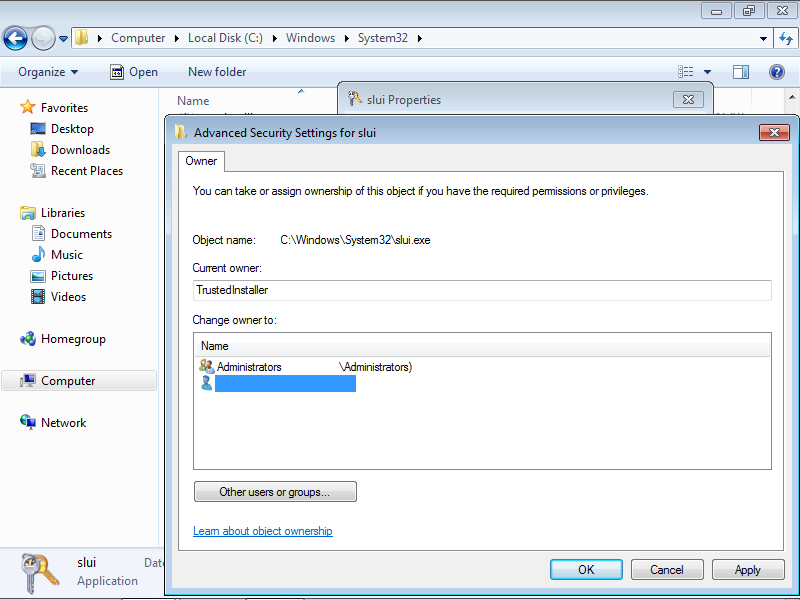 Computer Local Disk (C:) Windows System32
Organize Open New folder
Favorites
Desktop
Downloads
Recent Places
Libraries
Documents
Music
Pictures
Videos
Homegroup
Computer
Network
Name
slui Properties
Advanced Security Settings for slui
Owner
You can take or assign ownership of this object if you have the required permissions or privileges.
Object name: C:\Windows\System32\slui.exe
Current owner:
TrustedInstaller
Change owner to:
Name
Administrators \Administrators)
Other users or groups...
Learn about object ownership
OK Cancel Apply
slui
Application